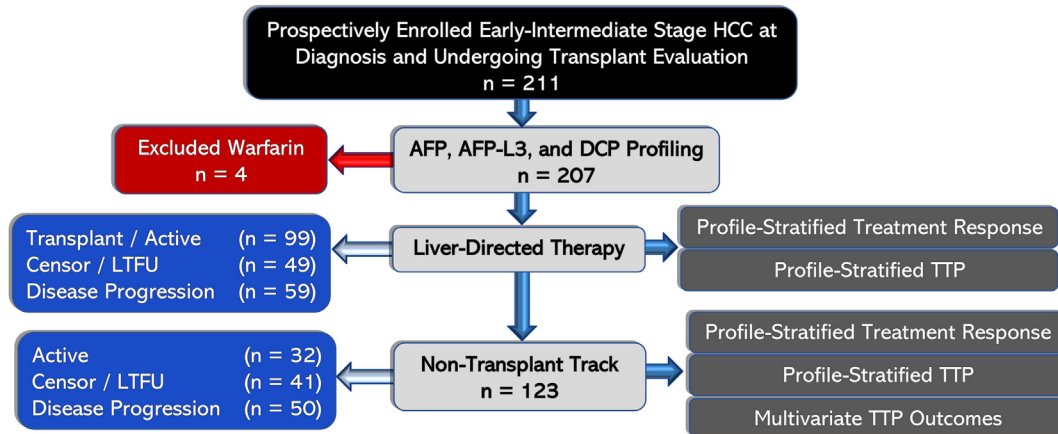 Prospectively Enrolled Early-Intermediate Stage HCC at
Diagnosis and Undergoing Transplant Evaluation
n = 211
Excluded Warfarin
n = 4
AFP, AFP-L3, and DCP Profiling
n = 207
Transplant / Active (n = 99)
Censor / LTFU (n = 49)
Disease Progression (n = 59)
Liver-Directed Therapy
Profile-Stratified Treatment Response
Profile-Stratified TTP
Active (n = 32)
Censor / LTFU (n = 41)
Disease Progression (n = 50)
Non-Transplant Track
n = 123
Profile-Stratified Treatment Response
Profile-Stratified TTP
Multivariate TTP Outcomes